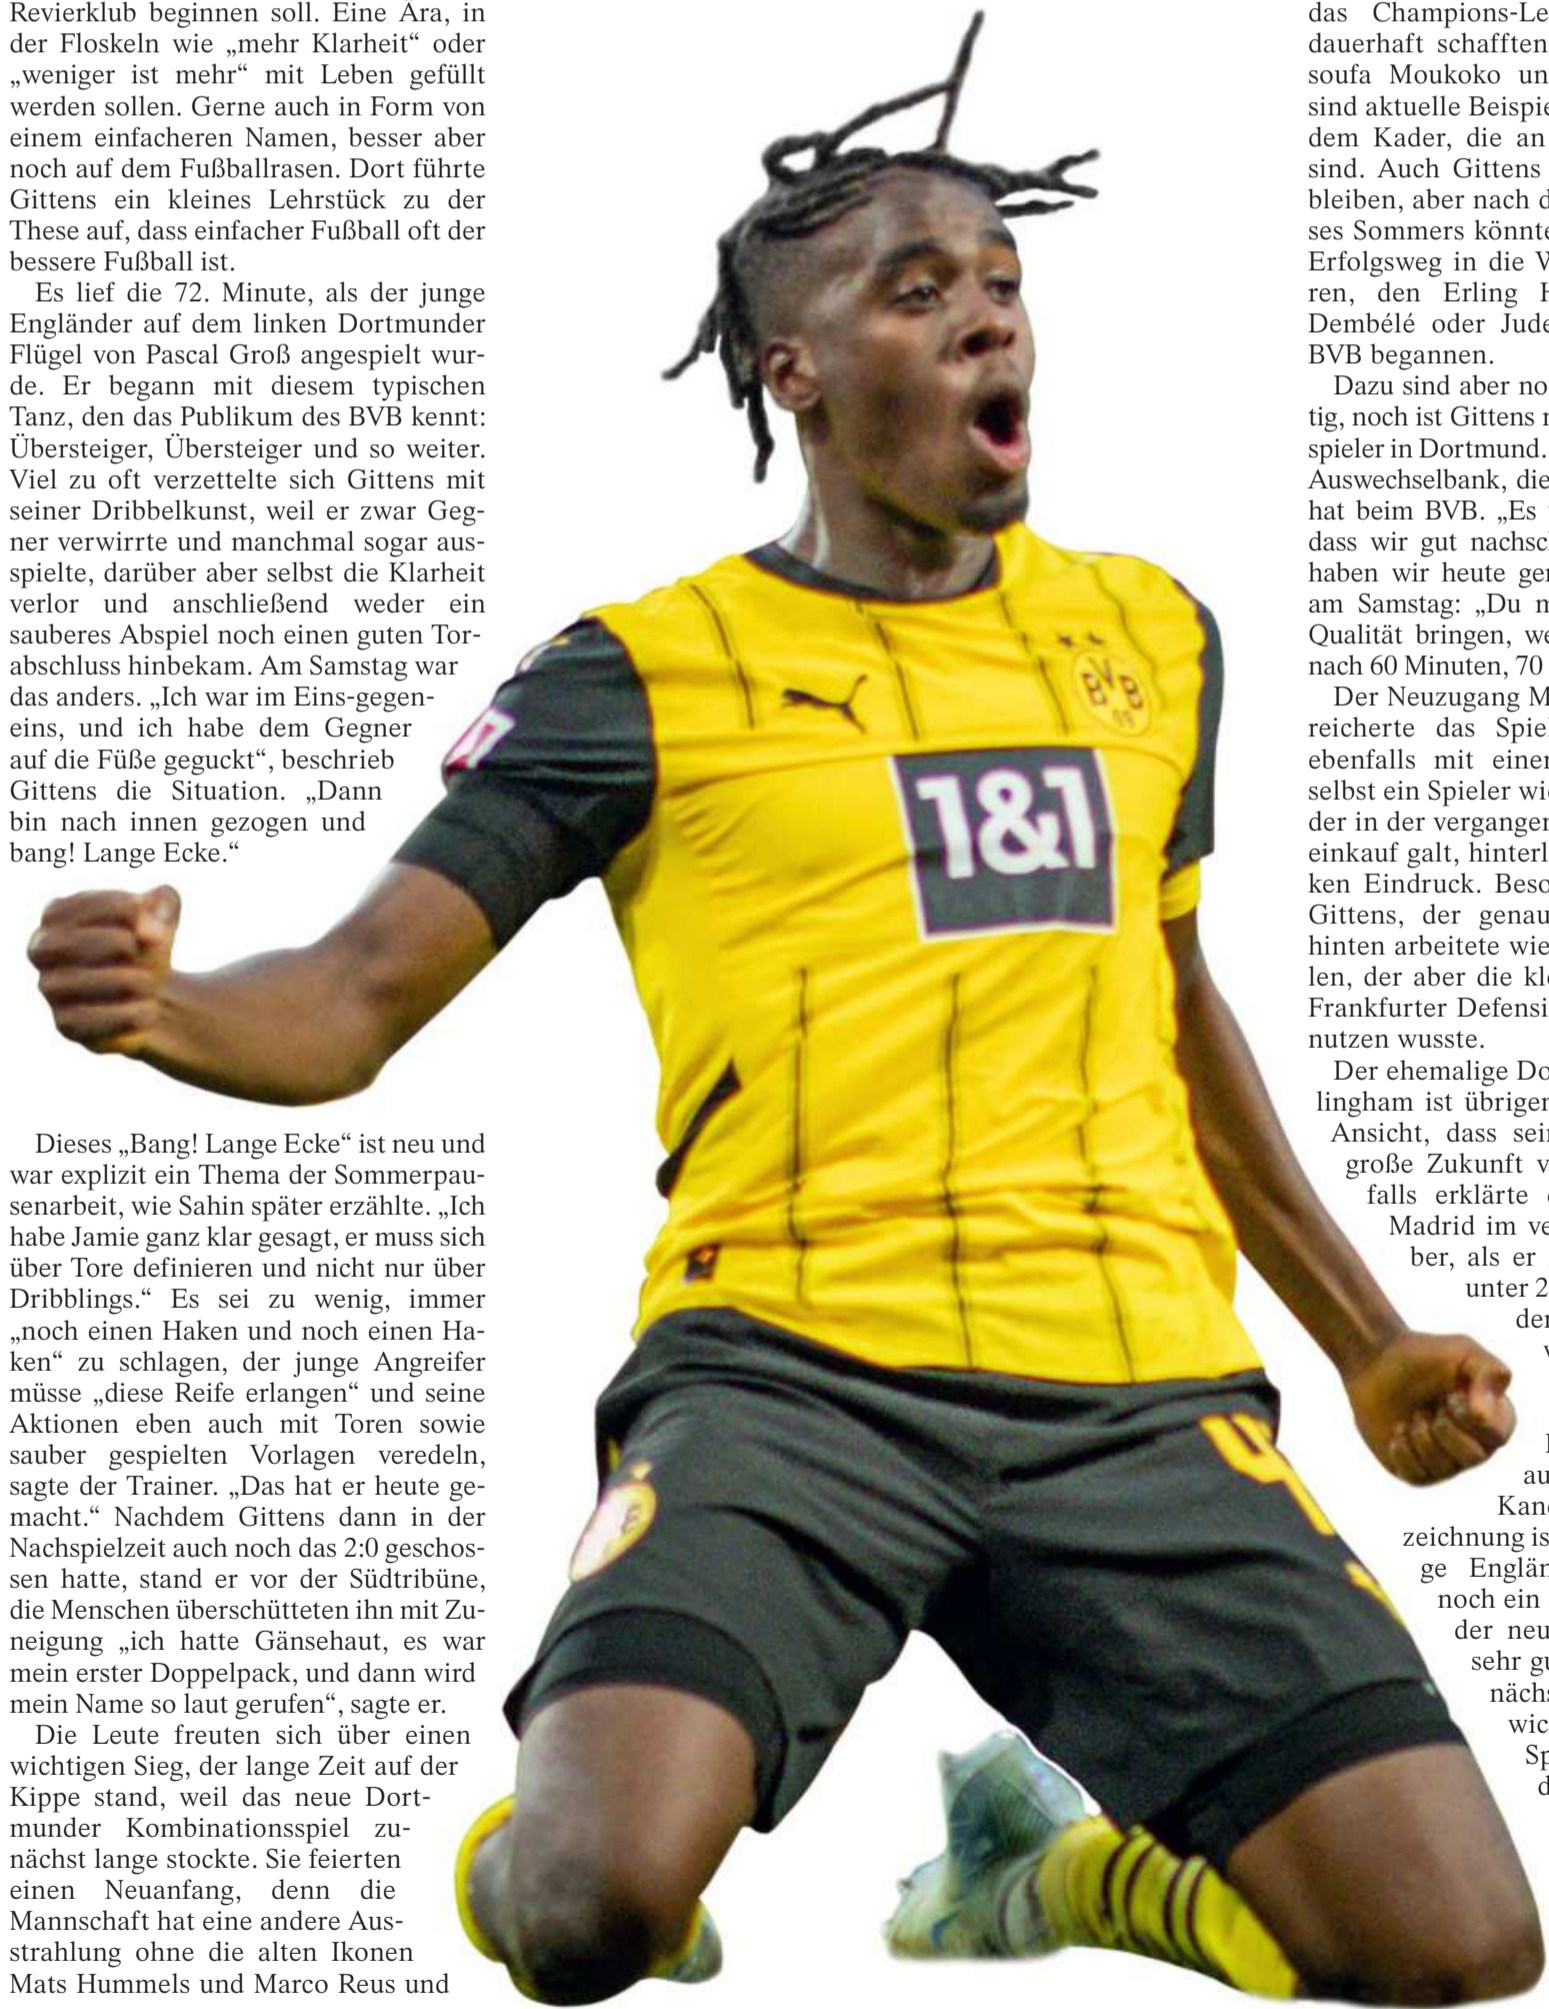 Revierklub beginnen soll. Eine Ära, in
der Floskeln wie „mehr Klarheit“ oder
„weniger ist mehr“ mit Leben gefüllt
werden sollen. Gerne auch in Form von
einem einfacheren Namen, besser aber
noch auf dem Fußballrasen. Dort führte
Gittens ein kleines Lehrstück zu der
These auf, dass einfacher Fußball oft der
bessere Fußball ist.
Es lief die 72. Minute, als der junge
Engländer auf dem linken Dortmunder
Flügel von Pascal Groß angespielt wur-
de. Er begann mit diesem typischen
Tanz, den das Publikum des BVB kennt:
Übersteiger, Übersteiger und so weiter.
Viel zu oft verzettelte sich Gittens mit
seiner Dribbelkunst, weil er zwar Geg-
ner verwirrte und manchmal sogar aus-
spielte, darüber aber selbst die Klarheit
verlor und anschließend weder ein
sauberes Abspiel noch einen guten Tor-
abschluss hinbekam. Am Samstag war
das anders. „Ich war im Eins-gegen-
eins, und ich habe dem Gegner
auf die Füße geguckt“, beschrieb
Gittens die Situation. „Dann
bin nach innen gezogen und
bang! Lange Ecke.“
Dieses „Bang! Lange Ecke“ ist neu und
war explizit ein Thema der Sommerpau-
senarbeit, wie Sahin später erzählte. „Ich
habe Jamie ganz klar gesagt, er muss sich
über Tore definieren und nicht nur über
Dribblings.“ Es sei zu wenig, immer
„noch einen Haken und noch einen Ha-
ken“ zu schlagen, der junge Angreifer
müsse „diese Reife erlangen“ und seine
Aktionen eben auch mit Toren sowie
sauber gespielten Vorlagen veredeln,
sagte der Trainer. „Das hat er heute ge-
macht.“ Nachdem Gittens dann in der
Nachspielzeit auch noch das 2:0 geschos-
sen hatte, stand er vor der Südtribüne,
die Menschen überschütteten ihn mit Zu-
neigung „ich hatte Gänsehaut, es war
mein erster Doppelpack, und dann wird
mein Name so laut gerufen“, sagte er.
Die Leute freuten sich über einen
wichtigen Sieg, der lange Zeit auf der
Kippe stand, weil das neue Dort-
munder Kombinationsspiel zu-
nächst lange stockte. Sie feierten
einen Neuanfang, denn die
Mannschaft hat eine andere Aus-
strahlung ohne die alten Ikonen
Mats Hummels und Marco Reus und
BVB
09
1&1
4
das Champions-Le
dauerhaft schafften
soufa Moukoko un
sind aktuelle Beispie
dem Kader, die an
sind. Auch Gittens
bleiben, aber nach d
ses Sommers könnte
Erfolgsweg in die
ren, den Erling
Dembélé oder Jude
BVB begannen.
Dazu sind aber no
tig, noch ist Gittens
spieler in Dortmund.
Auswechselbank, die
hat beim BVB. „Es
dass wir gut nachsc
haben wir heute ge
am Samstag: „Du m
Qualität bringen, we
nach 60 Minuten, 70
Der Neuzugang M
reicherte das Spiel
ebenfalls mit einer
selbst ein Spieler wie
der in der vergangen
einkauf galt, hinterl
ken Eindruck. Beso
Gittens, der genau
hinten arbeitete wie
len, der aber die kl
Frankfurter Defensi
nutzen wusste.
Der ehemalige Do
lingham ist übriger
Ansicht, dass sein
große Zukunft v
falls erklärte
Madrid im ve
ber, als er
unter 2
der
au
Kan
zeichnung is
ge Englän
noch ein
der neu
sehr gu
nächs
wic
Sp
d